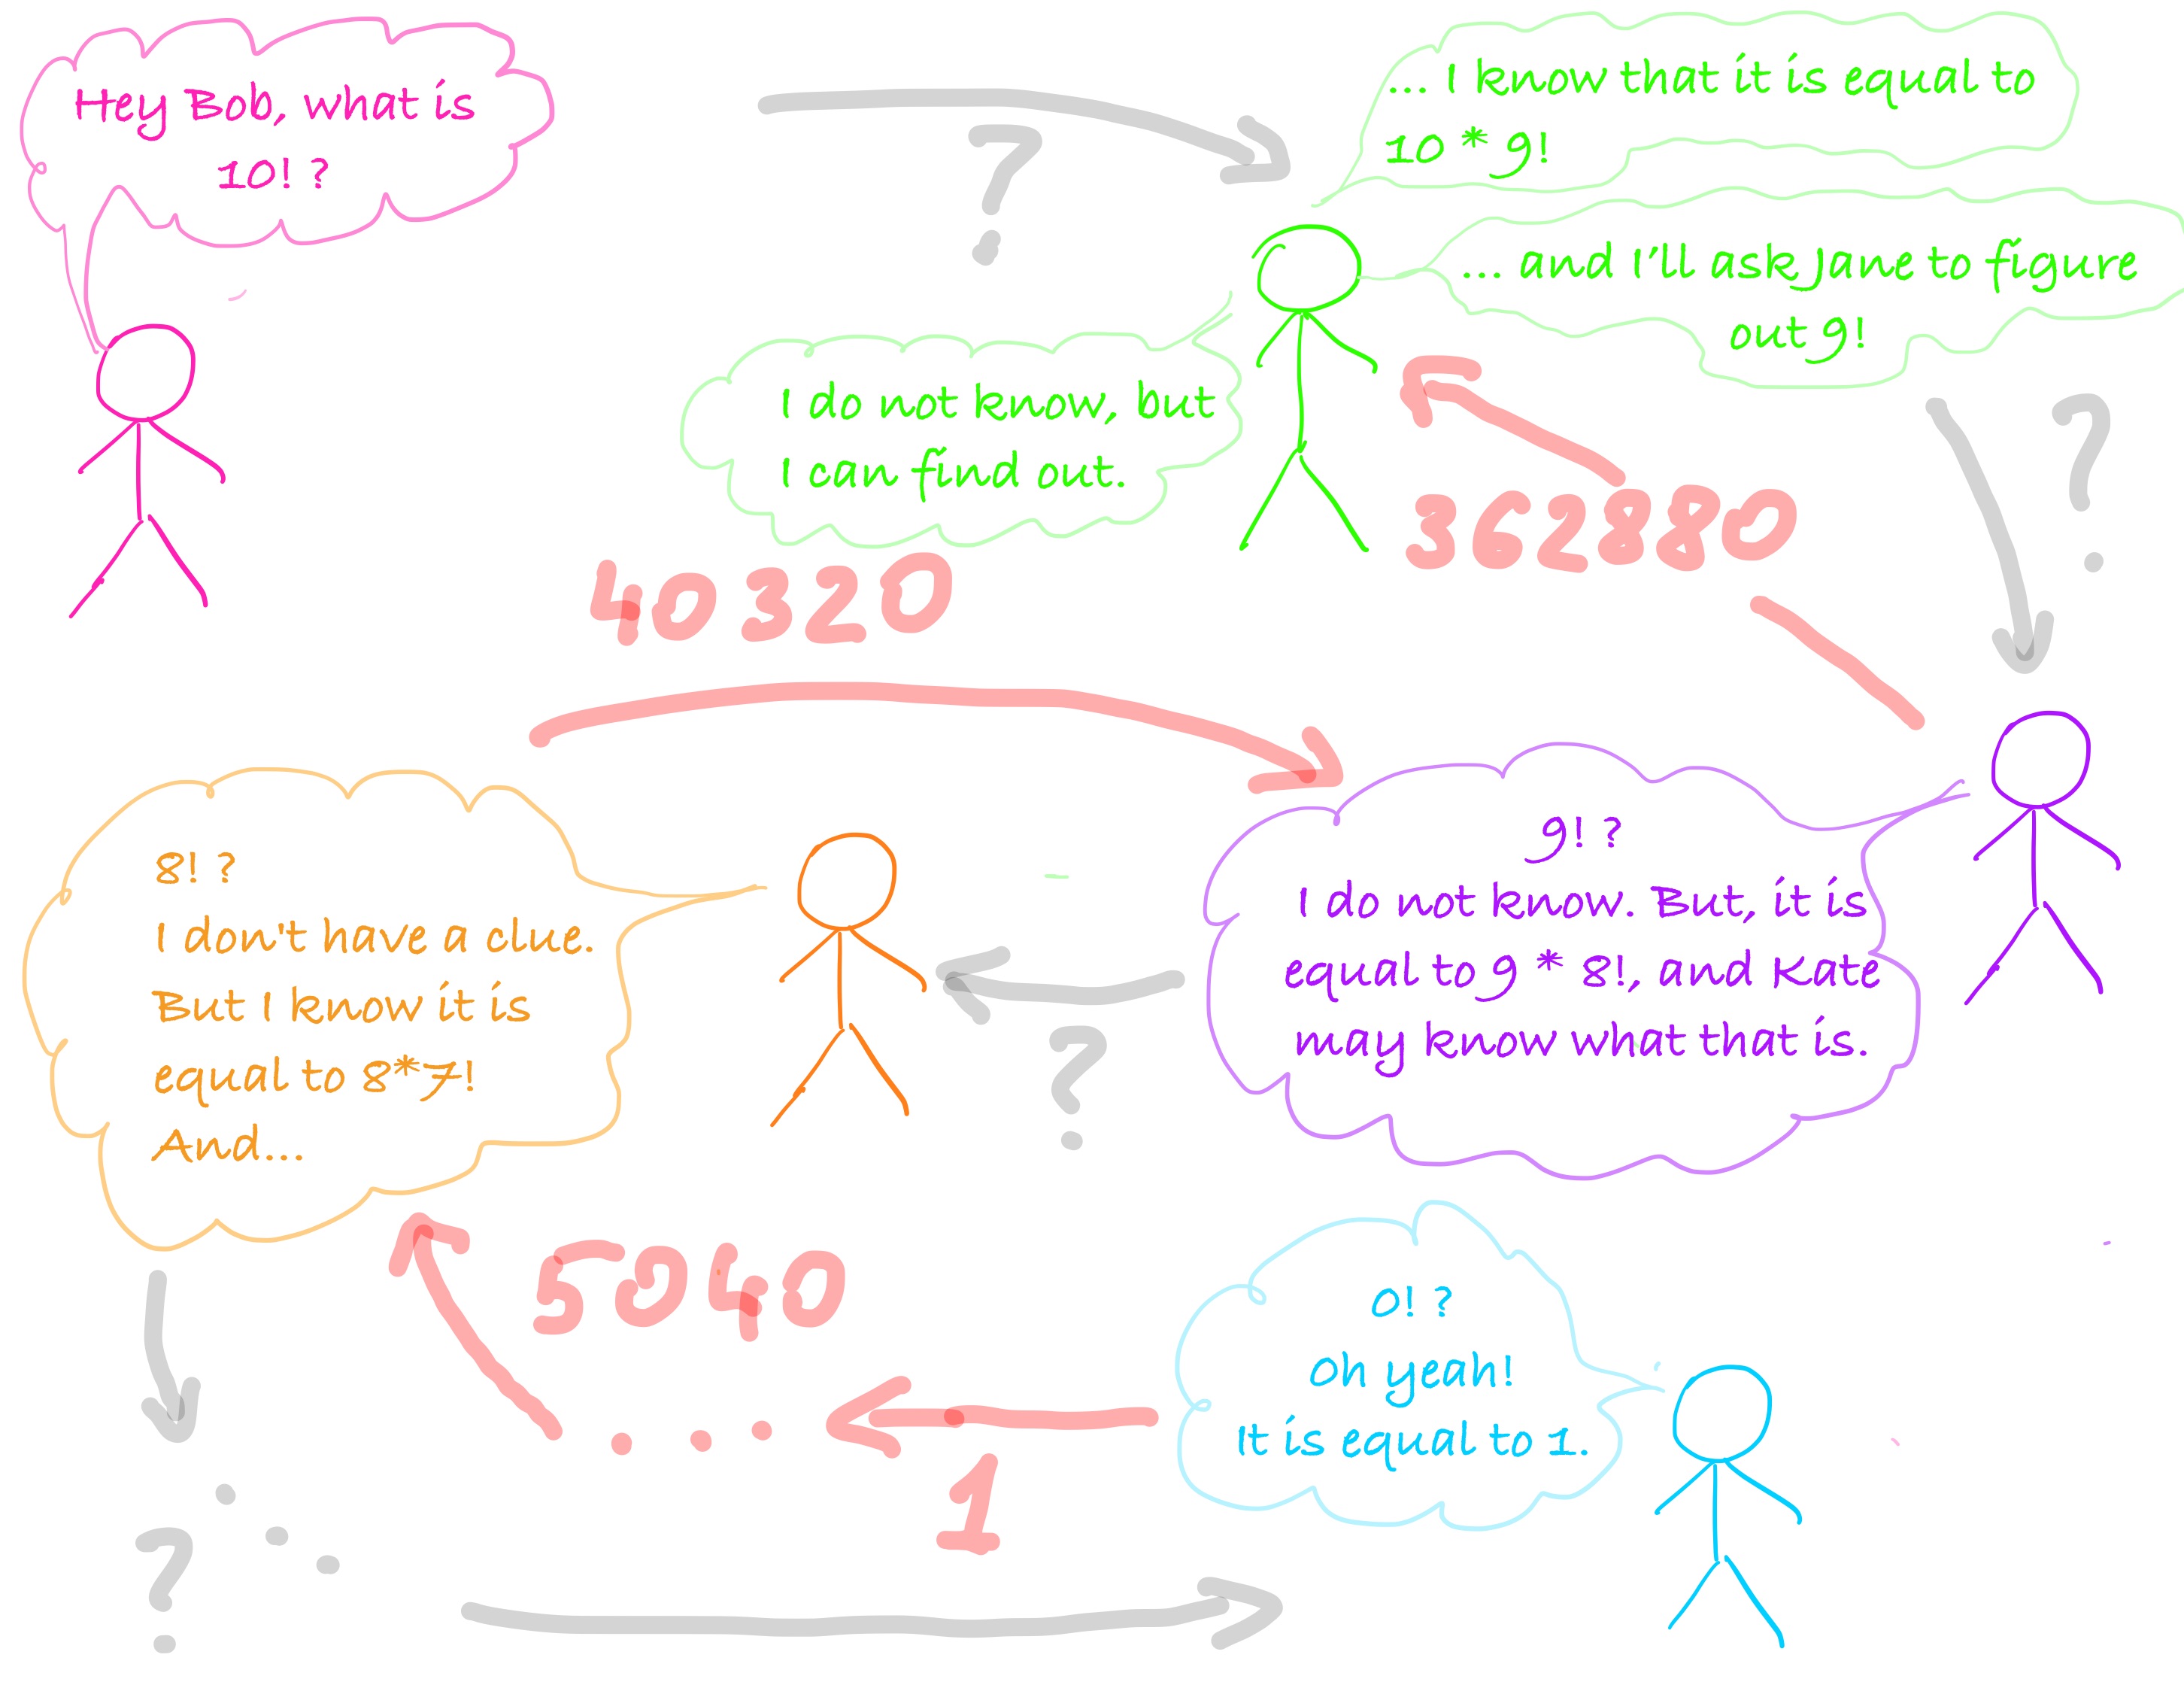 Hey Bob, what is
10! ?
?
... I know that it is equal to
10 * 9!
... and I'll ask Jane to figure
out 9!
I do not know, but
I can find out.
?
362880
40320
9! ?
I do not know. But, it is
equal to 9 * 8!, and Kate
may know what that is.
8! ?
I don't have a clue.
But I know it is
equal to 8*7!
And...
?
5040
0! ?
Oh yeah!
It is equal to 1.
...
1
?